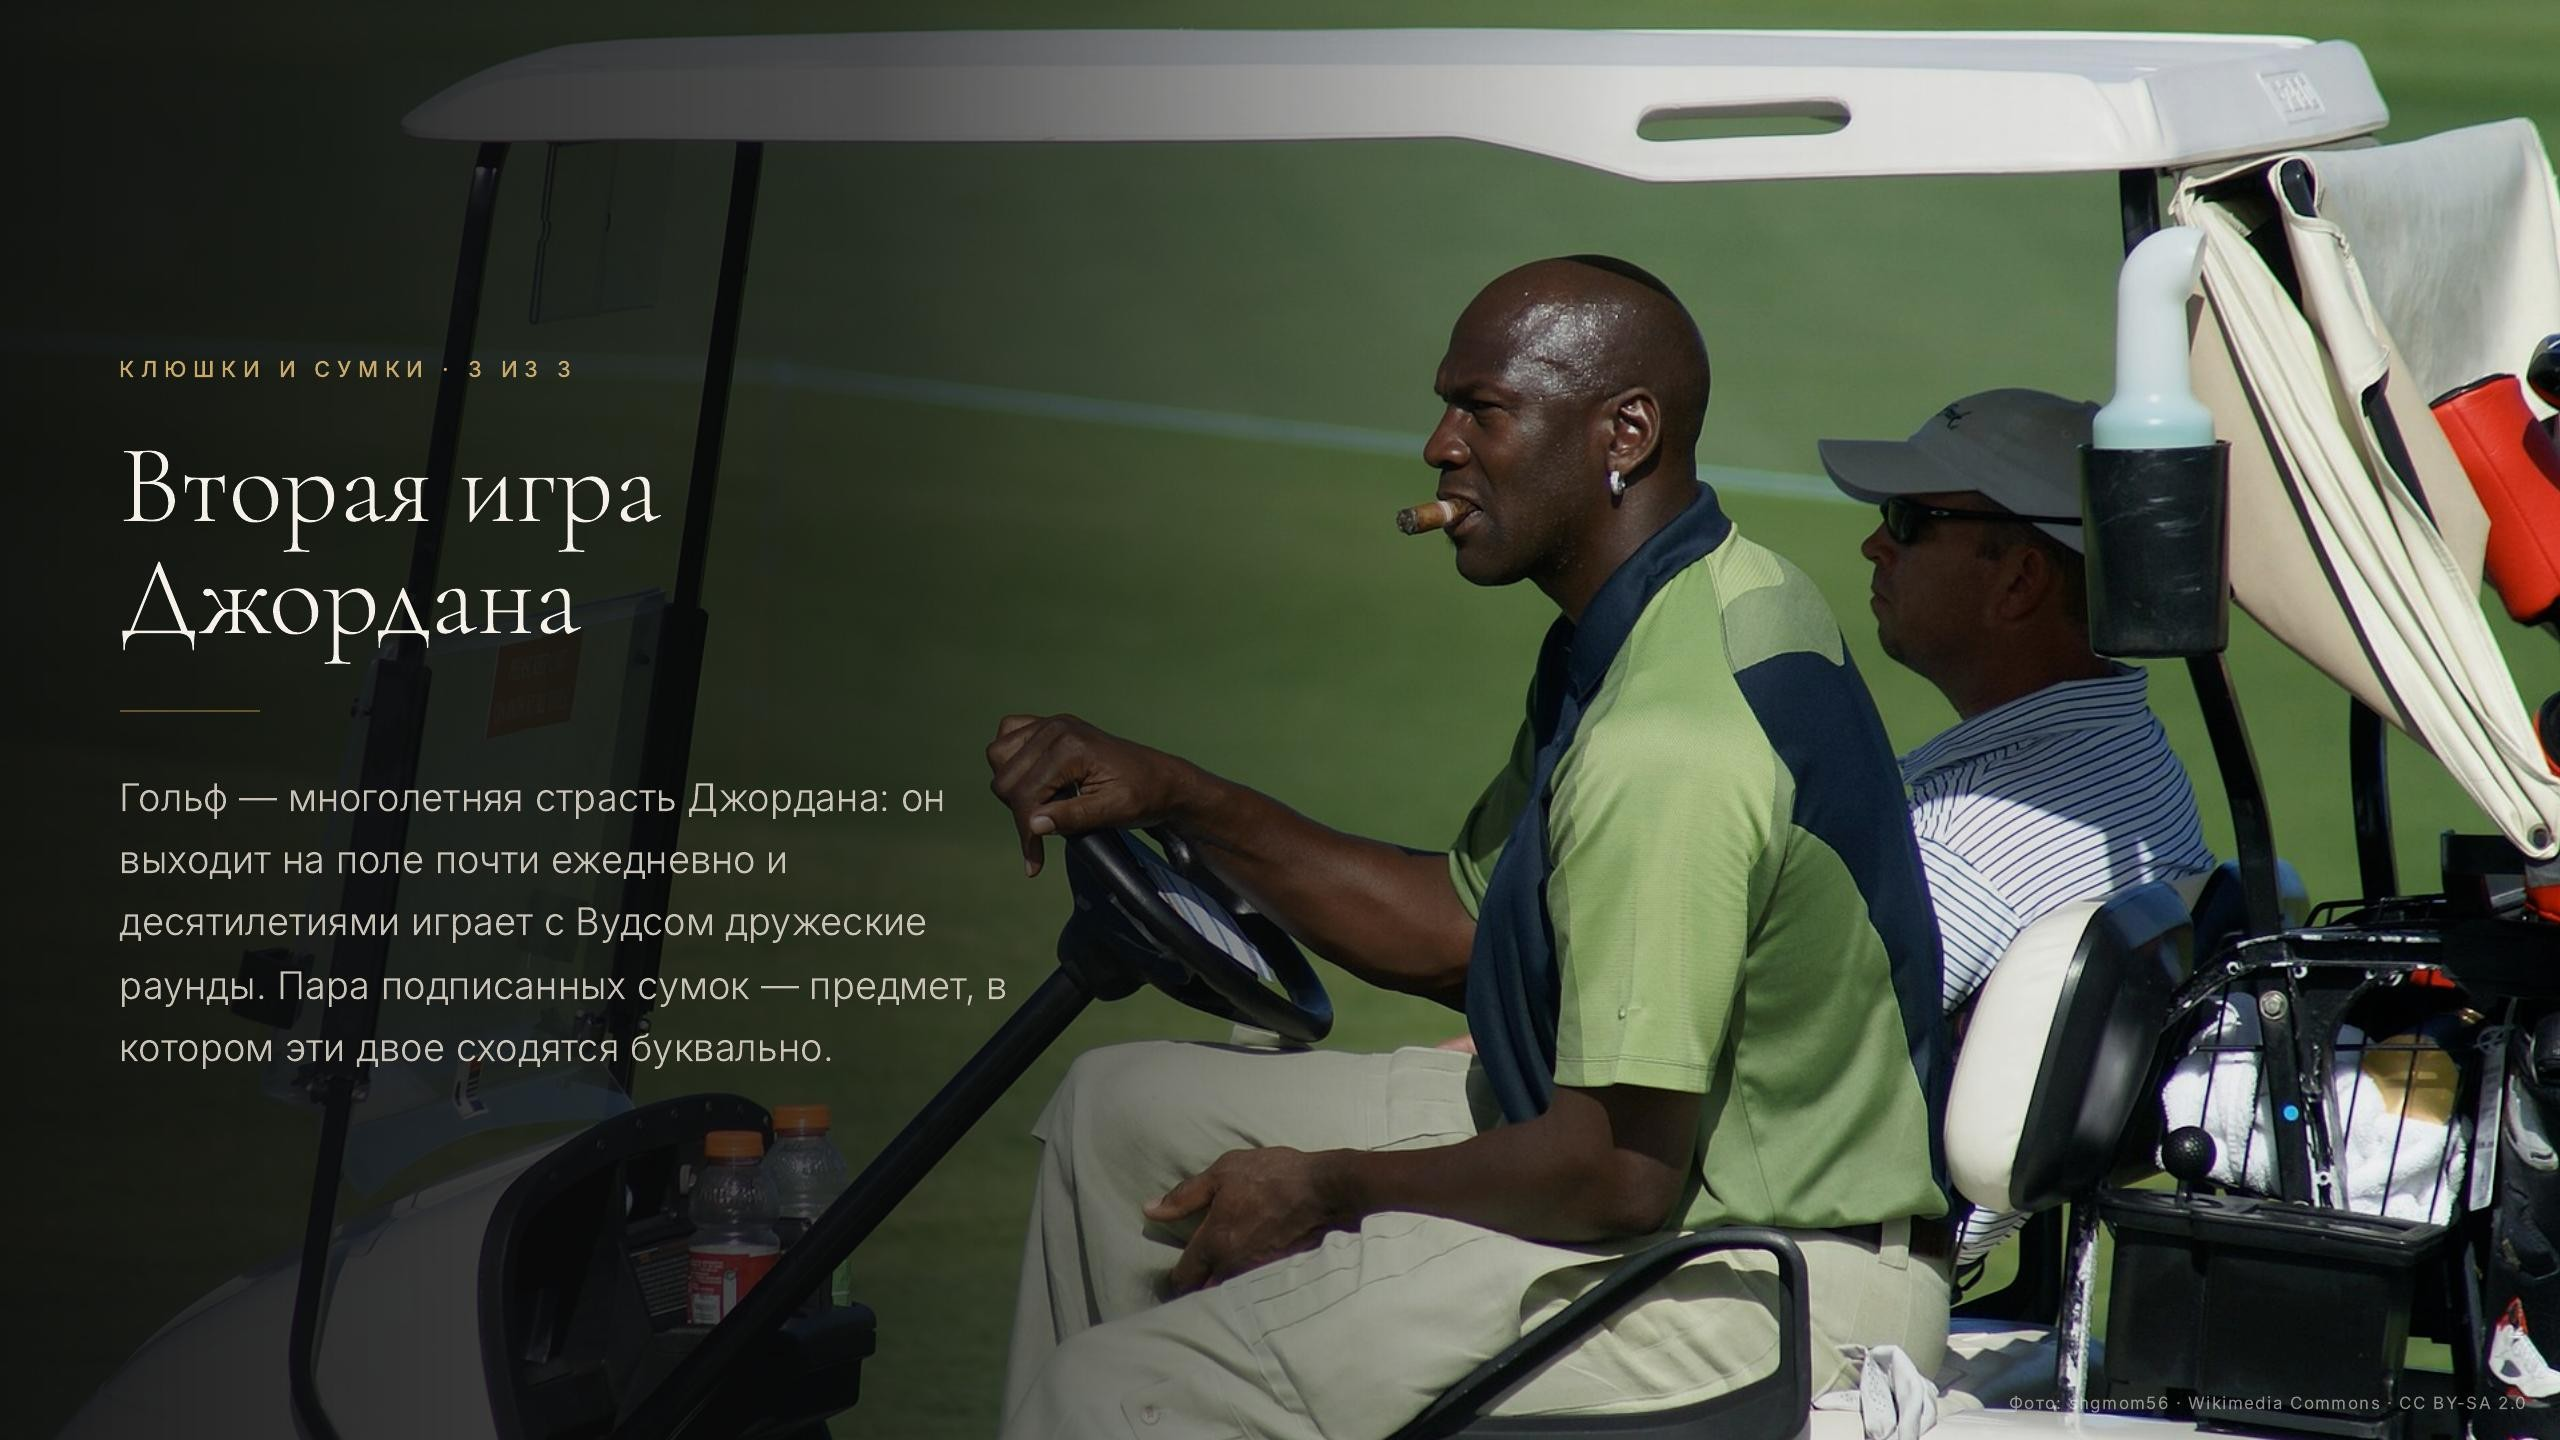 КЛЮШКИ И СУМКИ · 3 ИЗ 3
Вторая игра
Джордана
Гольф — многолетняя страсть Джордана: он
выходит на поле почти ежедневно и
десятилетиями играет с Вудсом дружеские
раунды. Пара подписанных сумок — предмет, в
котором эти двое сходятся буквально.
Фото: shgmom56 · Wikimedia Commons · CC BY-SA 2.0